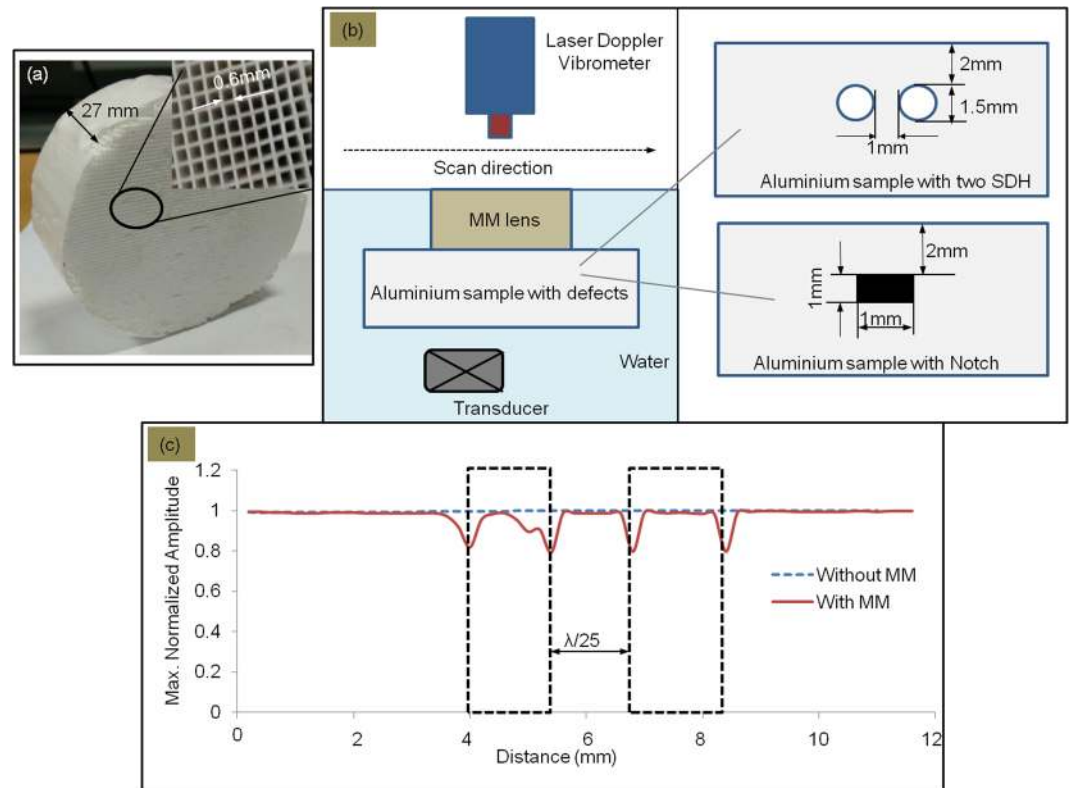 (a)
27 mm
0.6mm
(b)
Laser Doppler
Vibrometer
Scan direction
MM lens
Aluminium sample with defects
Water
Transducer
2mm
1.5mm
1mm
Aluminium sample with two SDH
2mm
1mm
1mm
Aluminium sample with Notch
(c)
Max. Normalized Amplitude
1.2
1
0.8
0.6
0.4
0.2
0
λ/25
Without MM
With MM
0 2 4 6 8 10 12
Distance (mm)